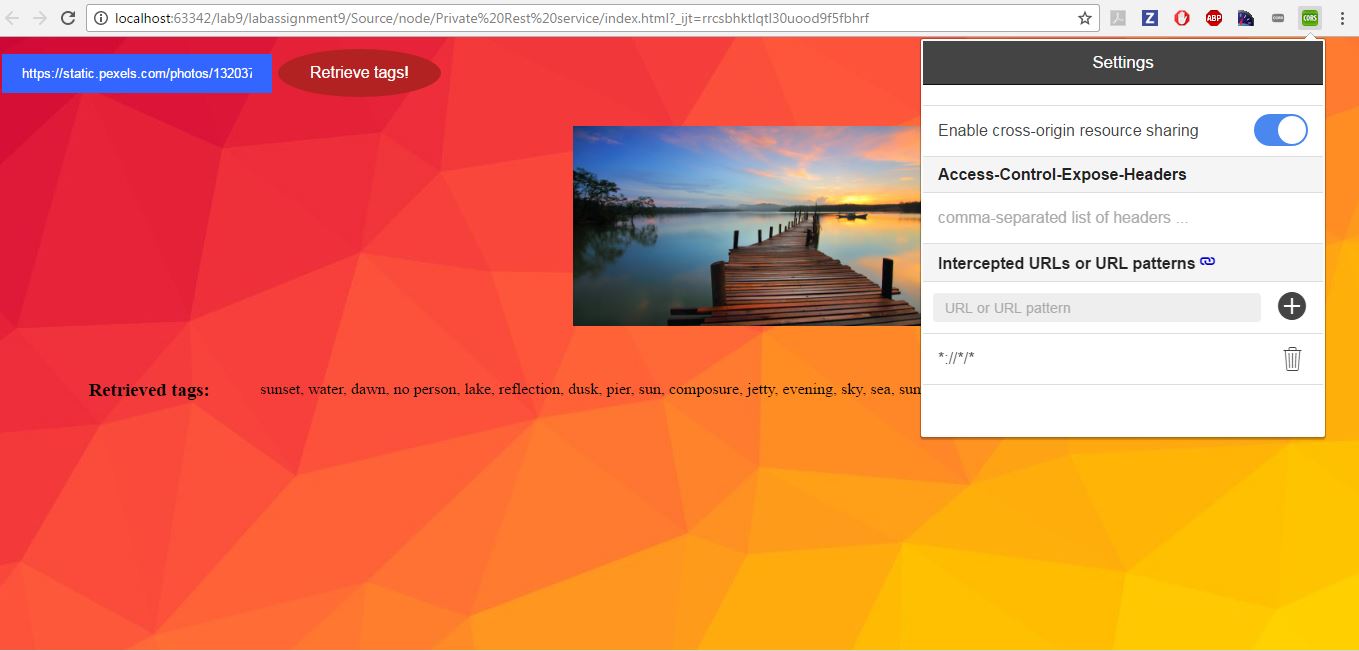 localhost:63342/lab9/labassignment9/Source/node/Private%20Rest%20service/index.html?_ijt=rrcsbhktlqtl30uood9f5fbhrf
Z
ABP
CORS
CORS
https://static.pexels.com/photos/132037
Retrieve tags!
Settings
Enable cross-origin resource sharing
Access-Control-Expose-Headers
comma-separated list of headers ...
Intercepted URLs or URL patterns
URL or URL pattern
*://*/*
Retrieved tags: sunset, water, dawn, no person, lake, reflection, dusk, pier, sun, composure, jetty, evening, sky, sea, sun